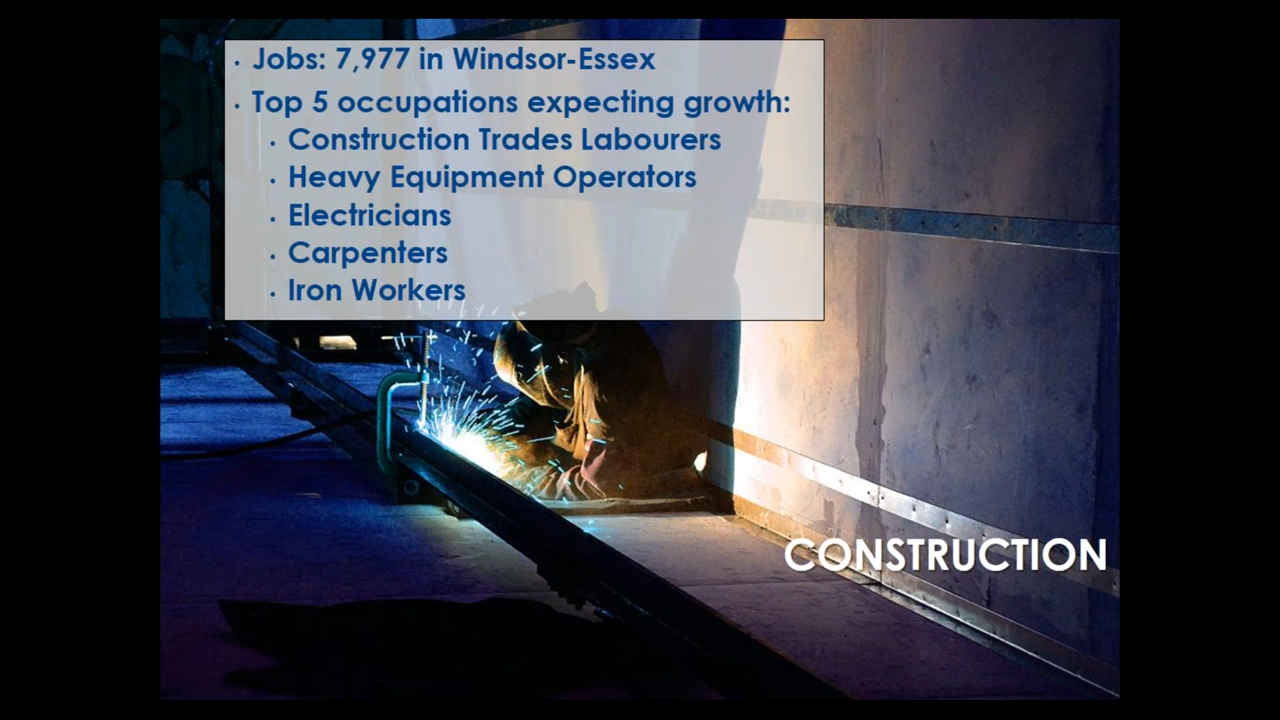 Jobs: 7,977 in Windsor-Essex
Top 5 occupations expecting growth:
Construction Trades Labourers
Heavy Equipment Operators
Electricians
Carpenters
Iron Workers
CONSTRUCTION